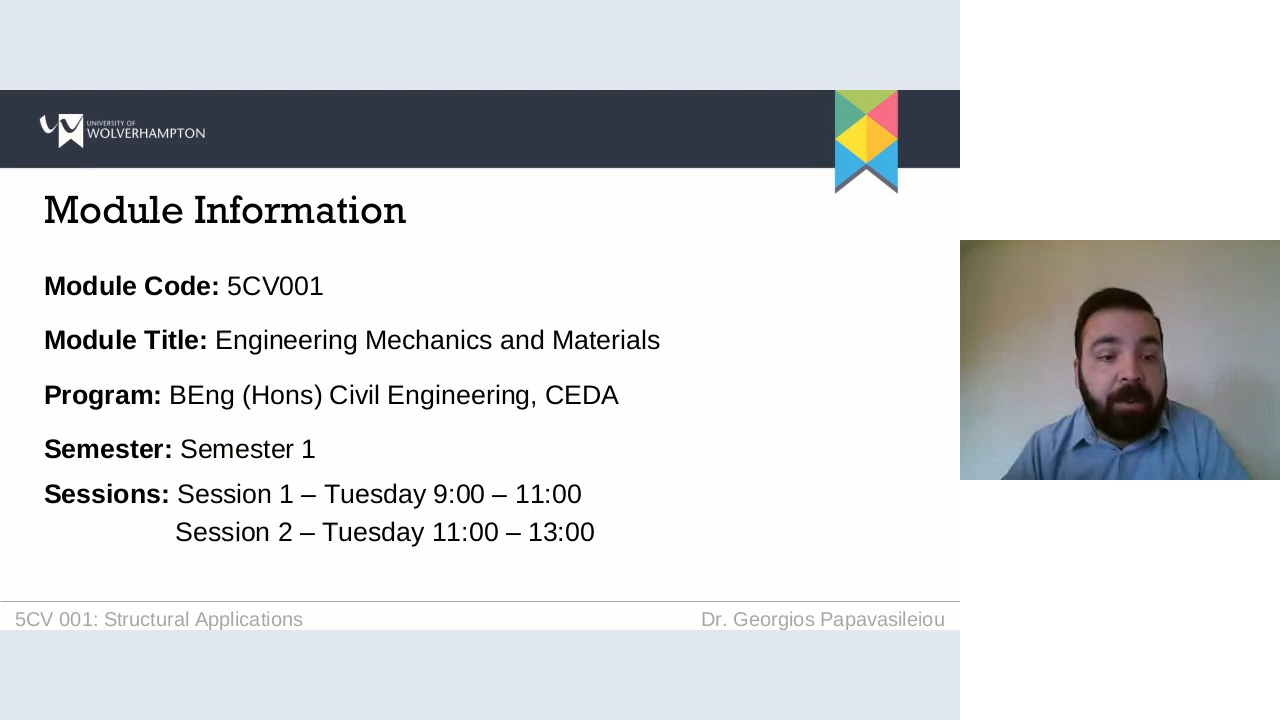 UNIVERSITY OF
WOLVERHAMPTON
Module Information
Module Code: 5CV001
Module Title: Engineering Mechanics and Materials
Program: BEng (Hons) Civil Engineering, CEDA
Semester: Semester 1
Sessions: Session 1 – Tuesday 9:00 – 11:00
Session 2 – Tuesday 11:00 – 13:00
5CV 001: Structural Applications
Dr. Georgios Papavasileiou